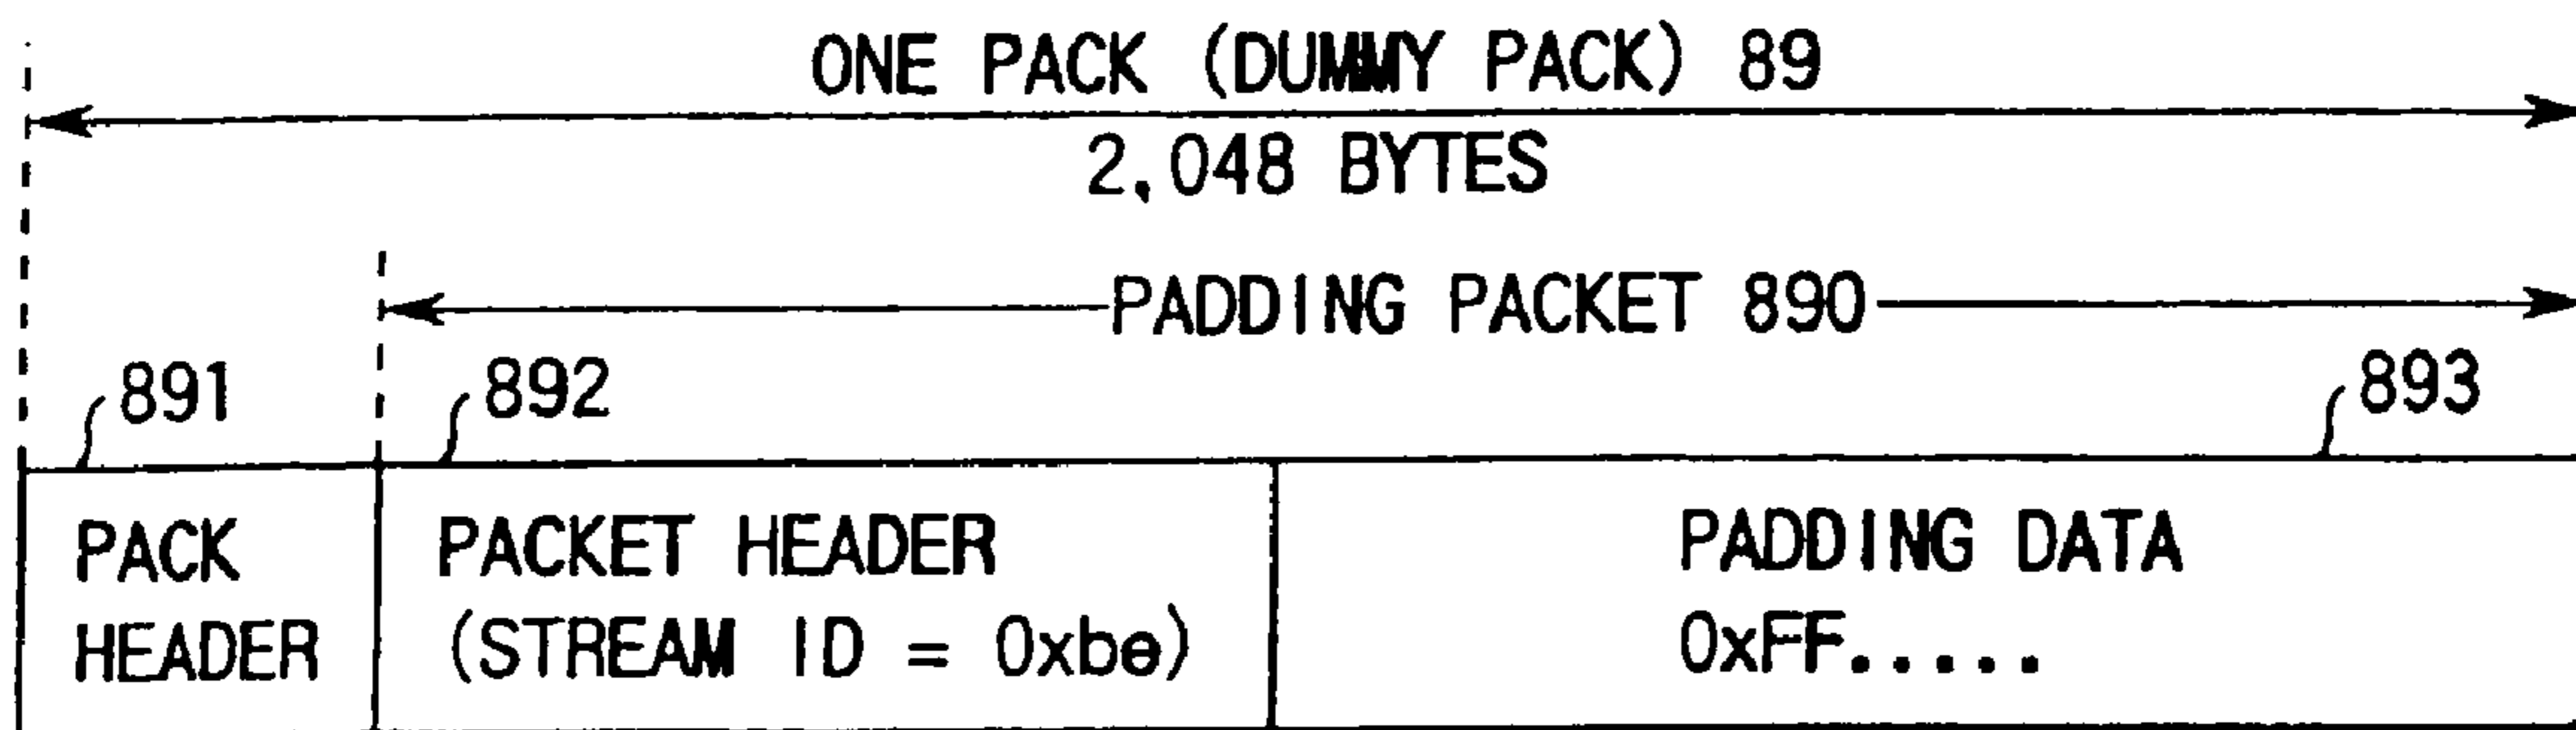 ONE PACK (DUMMY PACK) 89
2,048 BYTES
PADDING PACKET 890
891
892
893
PACK
HEADER
PACKET HEADER
(STREAM ID = 0xbe)
PADDING DATA
0xFF.....